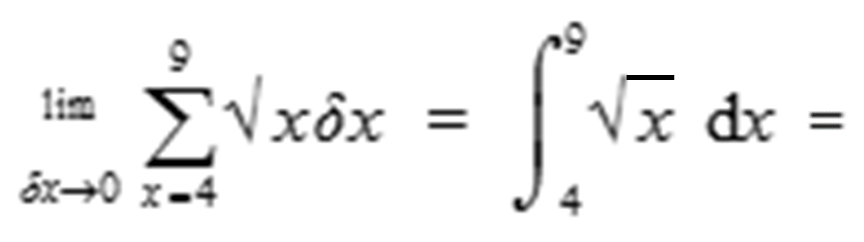 lim δx→0 9 ∑ x=4 √x δx = ∫ 9 4 √x dx =